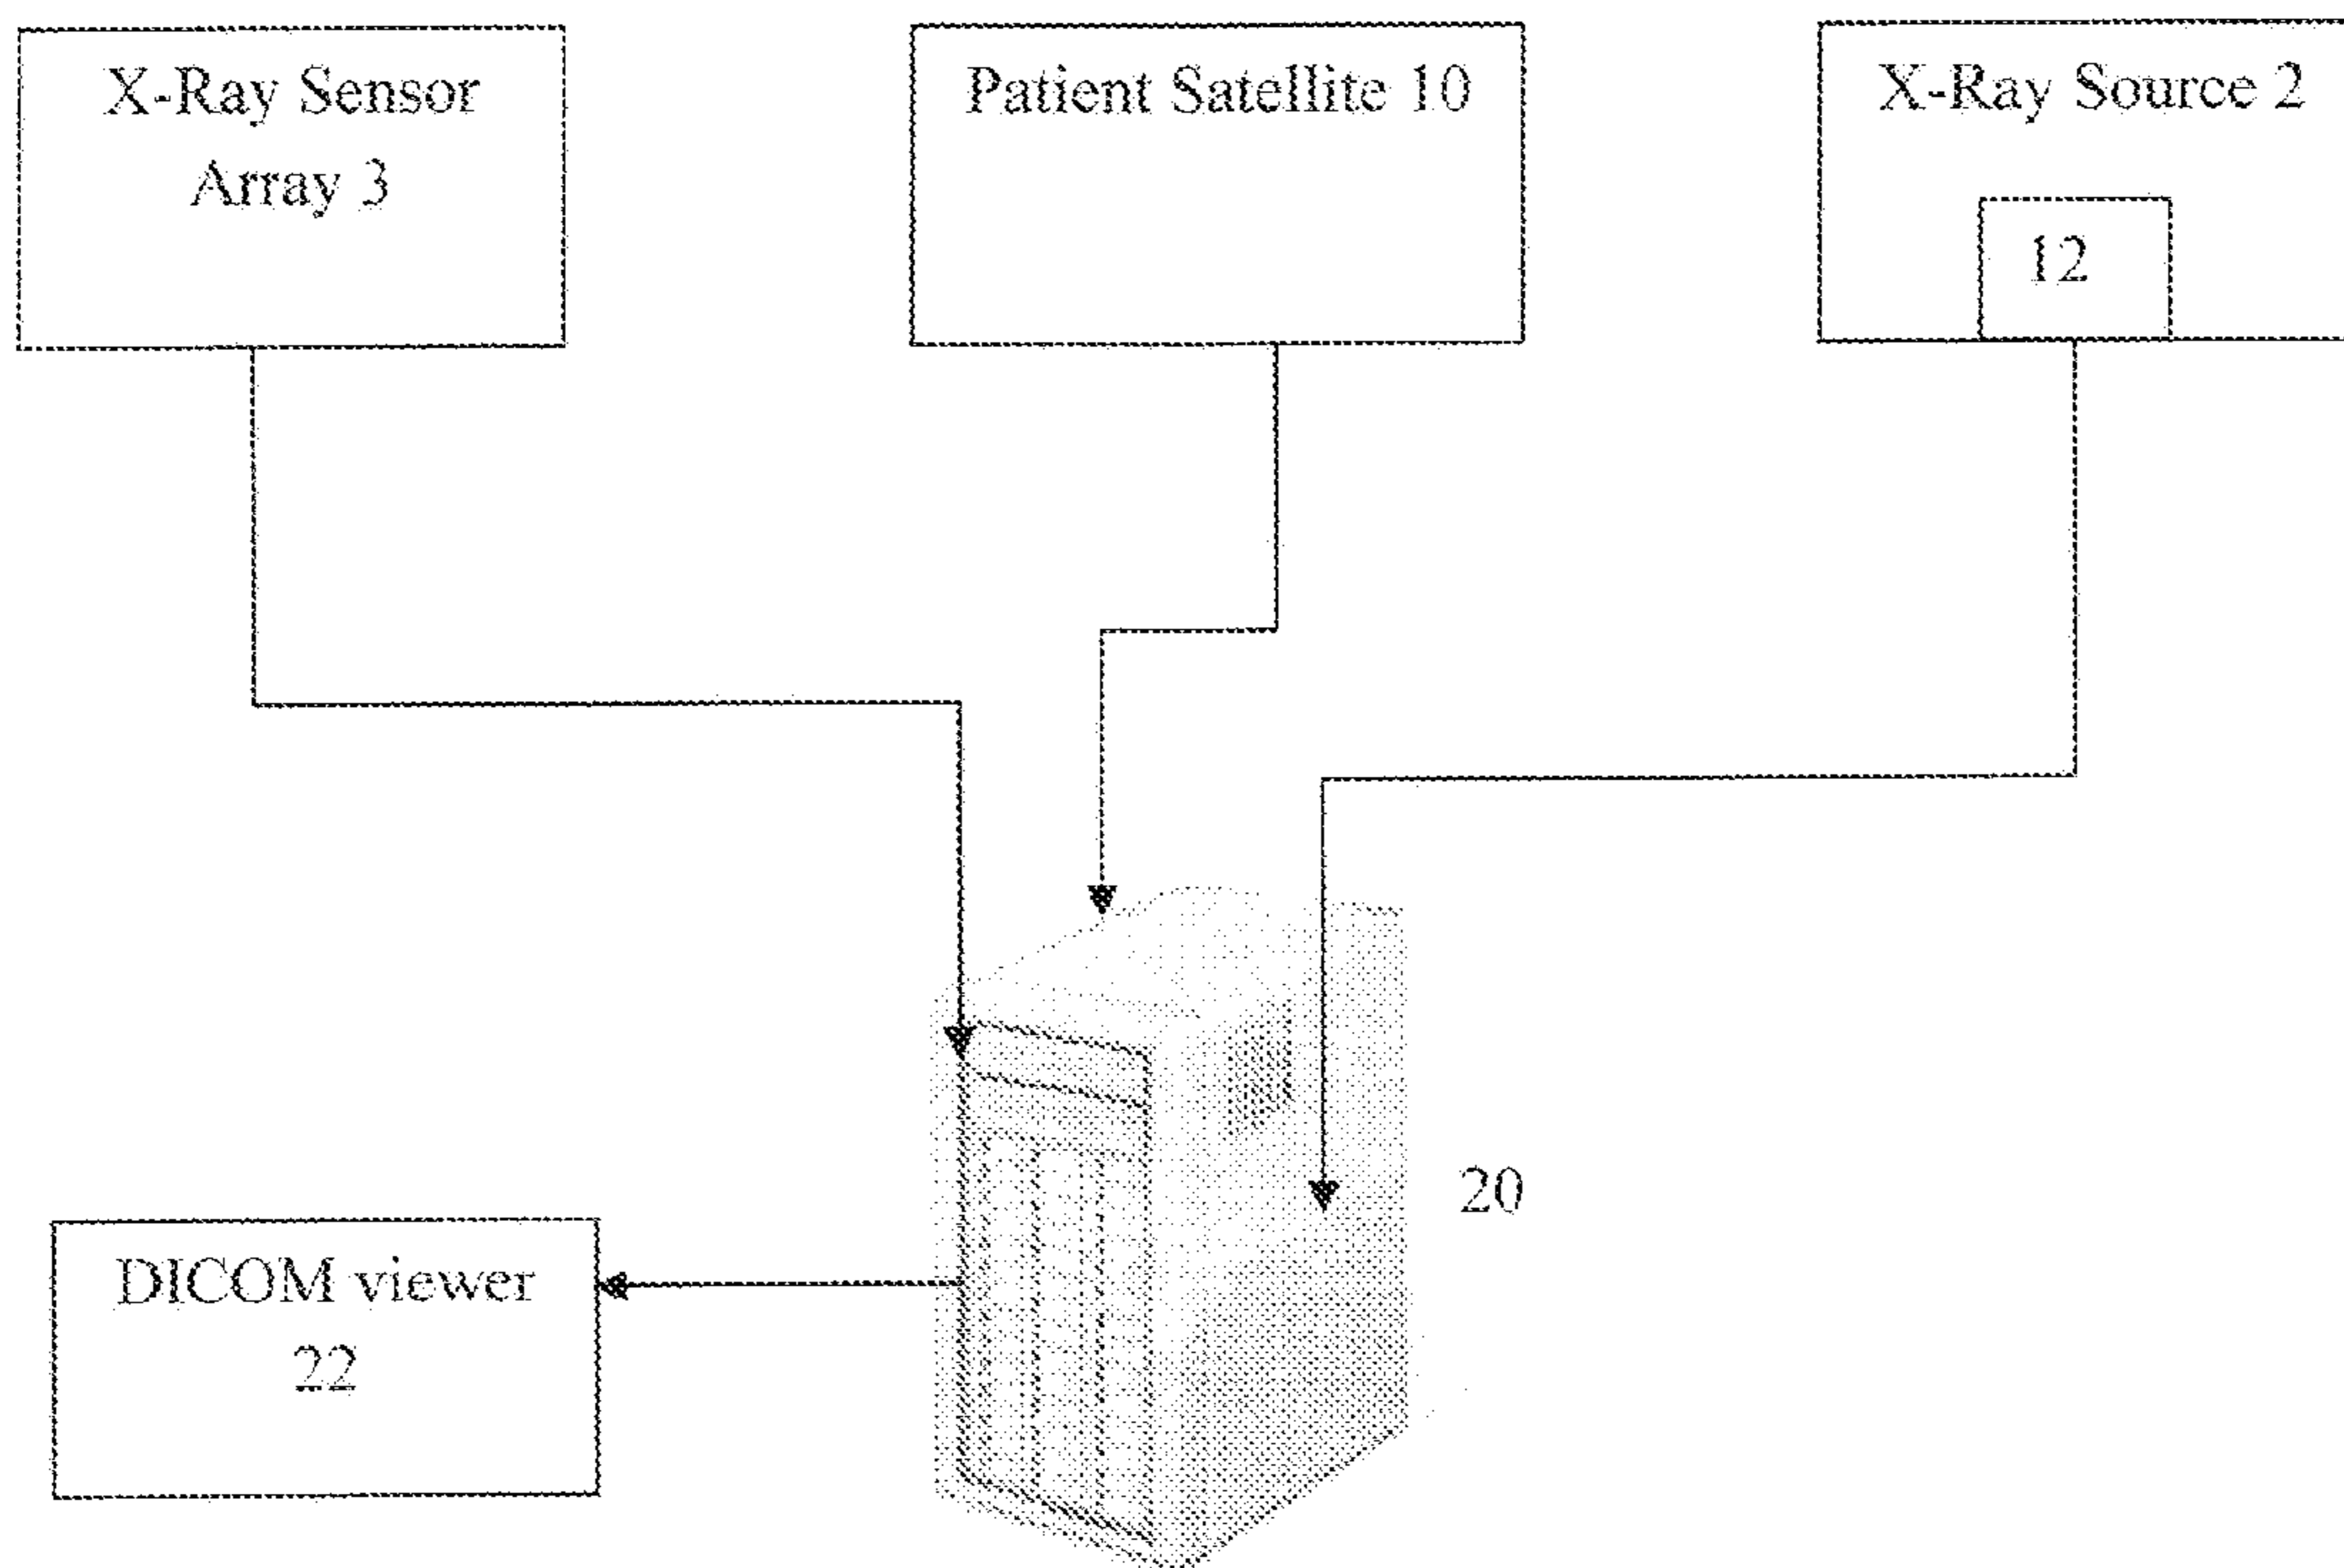 X-Ray Sensor
Array 3
Patient Satellite 10
X-Ray Source 2
12
20
DICOM viewer
22